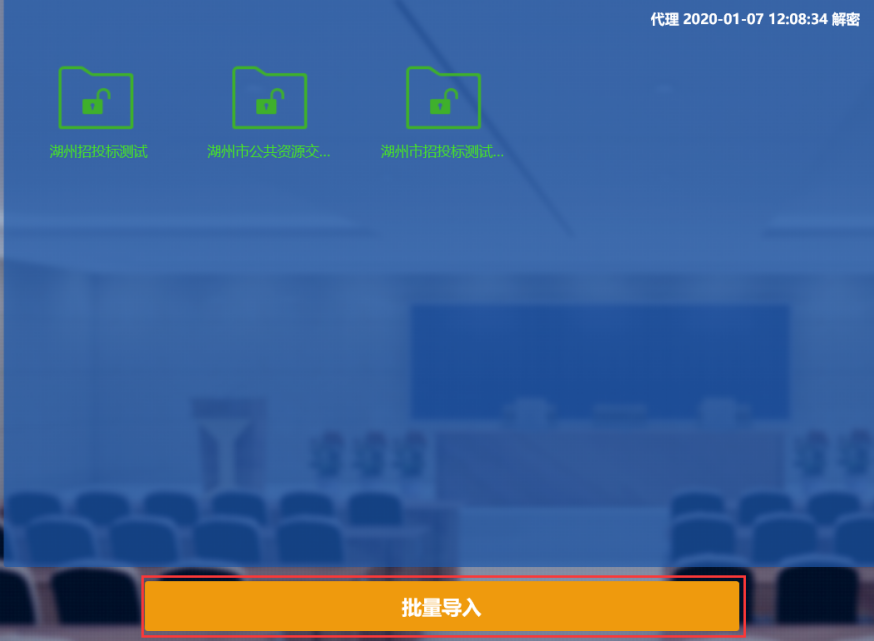 代理 2020-01-07 12:08:34 解密
湖州招投标测试
湖州市公共资源交...
湖州市招投标测试...
批量导入